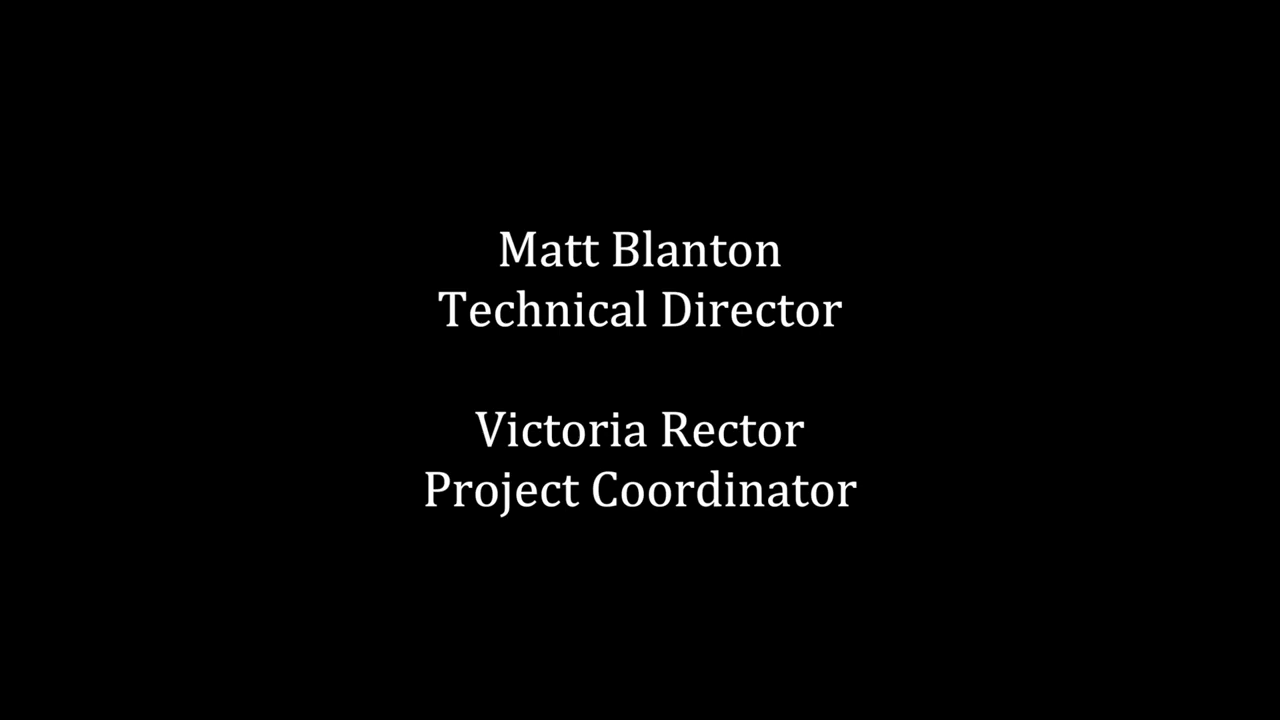 Matt Blanton
Technical Director
Victoria Rector
Project Coordinator